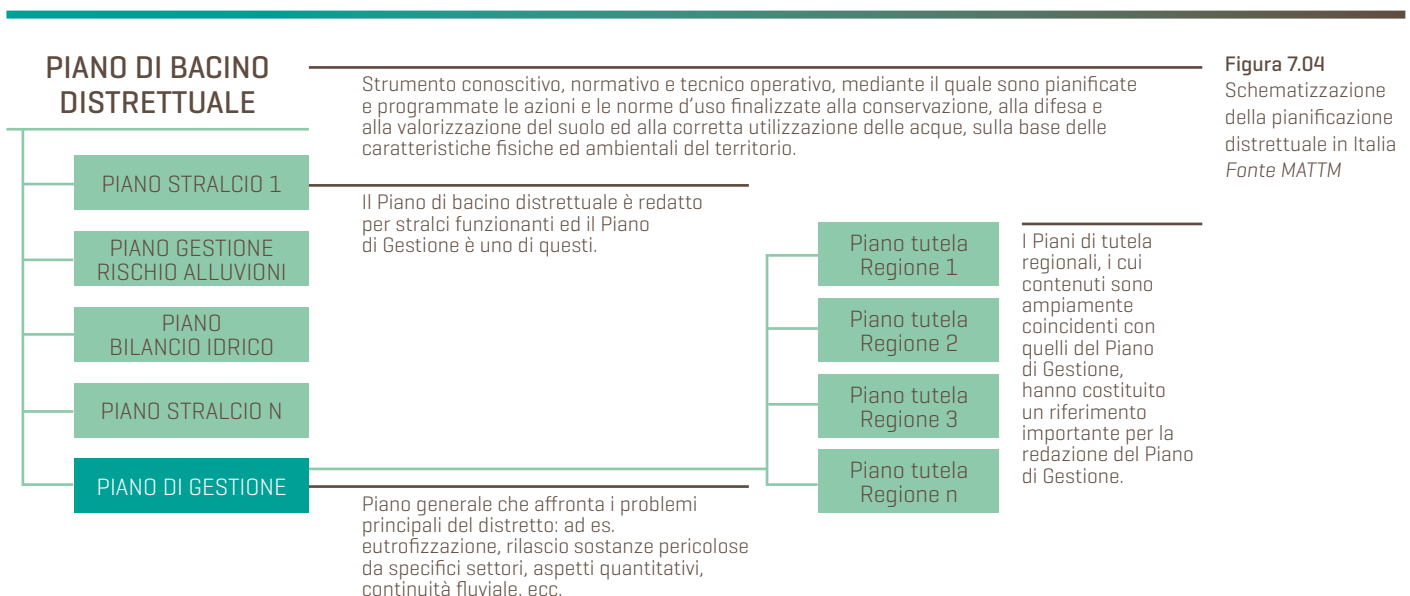 PIANO DI BACINO
DISTRETTUALE
Strumento conoscitivo, normativo e tecnico operativo, mediante il quale sono pianificate
e programmate le azioni e le norme d'uso finalizzate alla conservazione, alla difesa e
alla valorizzazione del suolo ed alla corretta utilizzazione delle acque, sulla base delle
caratteristiche fisiche ed ambientali del territorio.
Figura 7.04
Schematizzazione
della pianificazione
distrettuale in Italia
Fonte MATTM
PIANO STRALCIO 1
Il Piano di bacino distrettuale è redatto
per stralci funzionanti ed il Piano
di Gestione è uno di questi.
PIANO GESTIONE
RISCHIO ALLUVIONI
PIANO
BILANCIO IDRICO
PIANO STRALCIO N
PIANO DI GESTIONE
Piano generale che affronta i problemi
principali del distretto: ad es.
eutrofizzazione, rilascio sostanze pericolose
da specifici settori, aspetti quantitativi,
continuità fluviale, ecc.
Piano tutela
Regione 1
Piano tutela
Regione 2
Piano tutela
Regione 3
Piano tutela
Regione n
I Piani di tutela
regionali, i cui
contenuti sono
ampiamente
coincidenti con
quelli del Piano
di Gestione,
hanno costituito
un riferimento
importante per la
redazione del Piano
di Gestione.